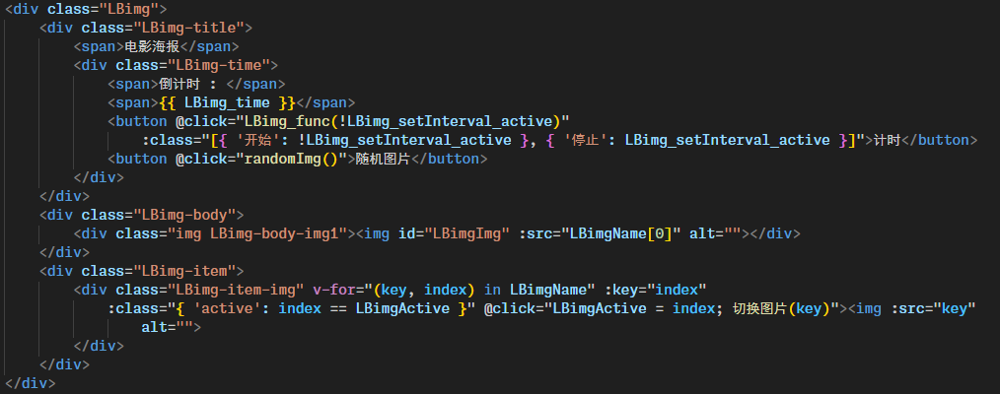 <div class="LBimg">
<div class="LBimg-title">
<span>电影海报</span>
<div class="LBimg-time">
<span>倒计时 : </span>
<span>{{ LBimg_time }}</span>
<button @click="LBimg_func(!LBimg_setInterval_active)"
:class="[{ '开始': !LBimg_setInterval_active }, { '停止': LBimg_setInterval_active }]">计时</button>
<button @click="randomImg()">随机图片</button>
</div>
</div>
<div class="LBimg-body">
<div class="img LBimg-body-img1"><img id="LBimgImg" :src="LBimgName[0]" alt=""></div>
</div>
<div class="LBimg-item">
<div class="LBimg-item-img" v-for="(key, index) in LBimgName" :key="index"
:class="{ 'active': index == LBimgActive }" @click="LBimgActive = index; 切换图片(key)"><img :src="key"
alt="">
</div>
</div>
</div>